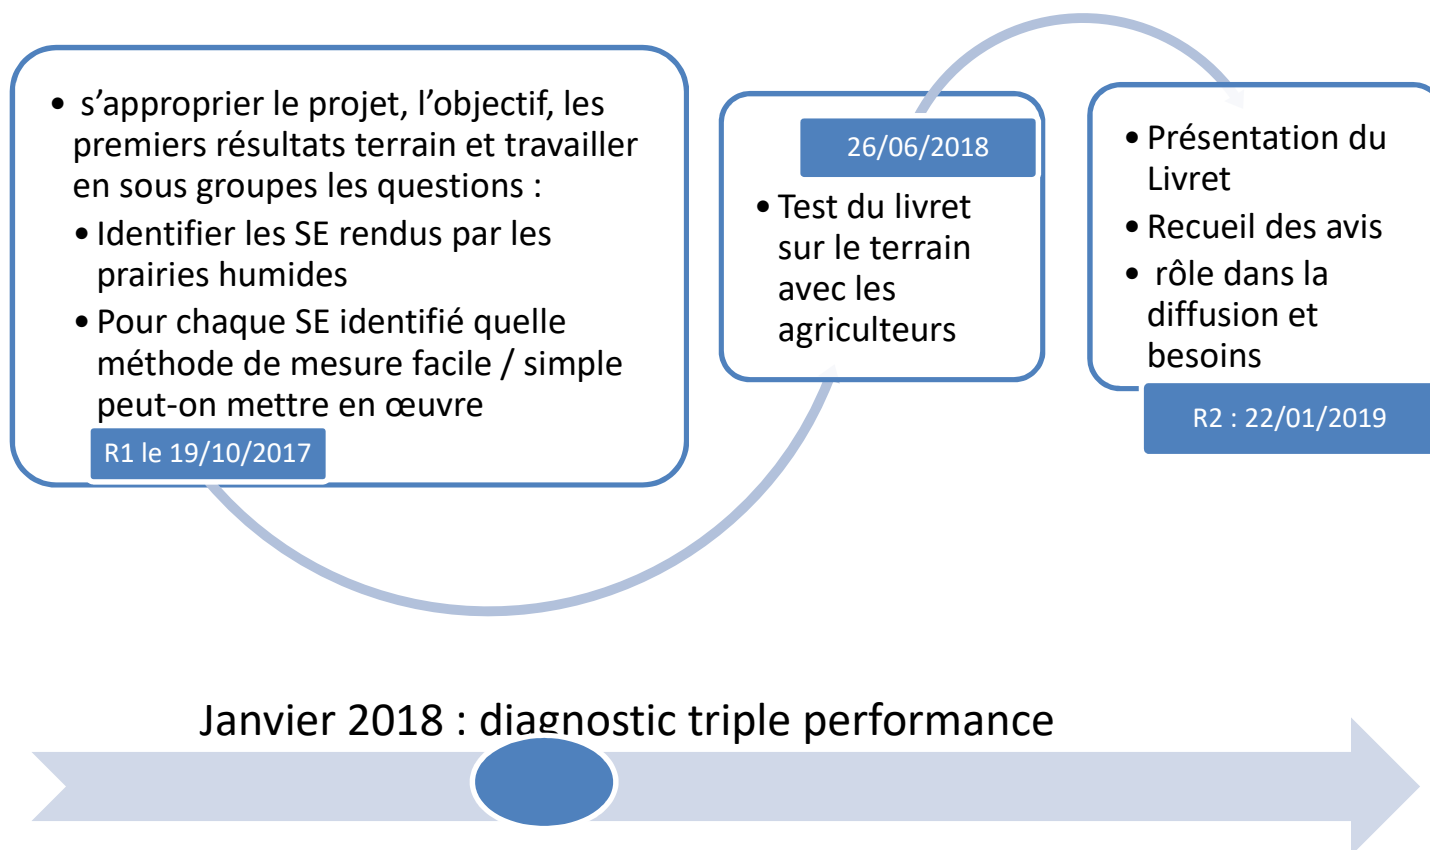 • s’approprier le projet, l’objectif, les
premiers résultats terrain et travailler
en sous groupes les questions :
• Identifier les SE rendus par les
prairies humides
• Pour chaque SE identifié quelle
méthode de mesure facile / simple
peut-on mettre en œuvre
R1 le 19/10/2017
26/06/2018
• Test du livret
sur le terrain
avec les
agriculteurs
• Présentation du
Livret
• Recueil des avis
• rôle dans la
diffusion et
besoins
R2 : 22/01/2019
Janvier 2018 : diagnostic triple performance